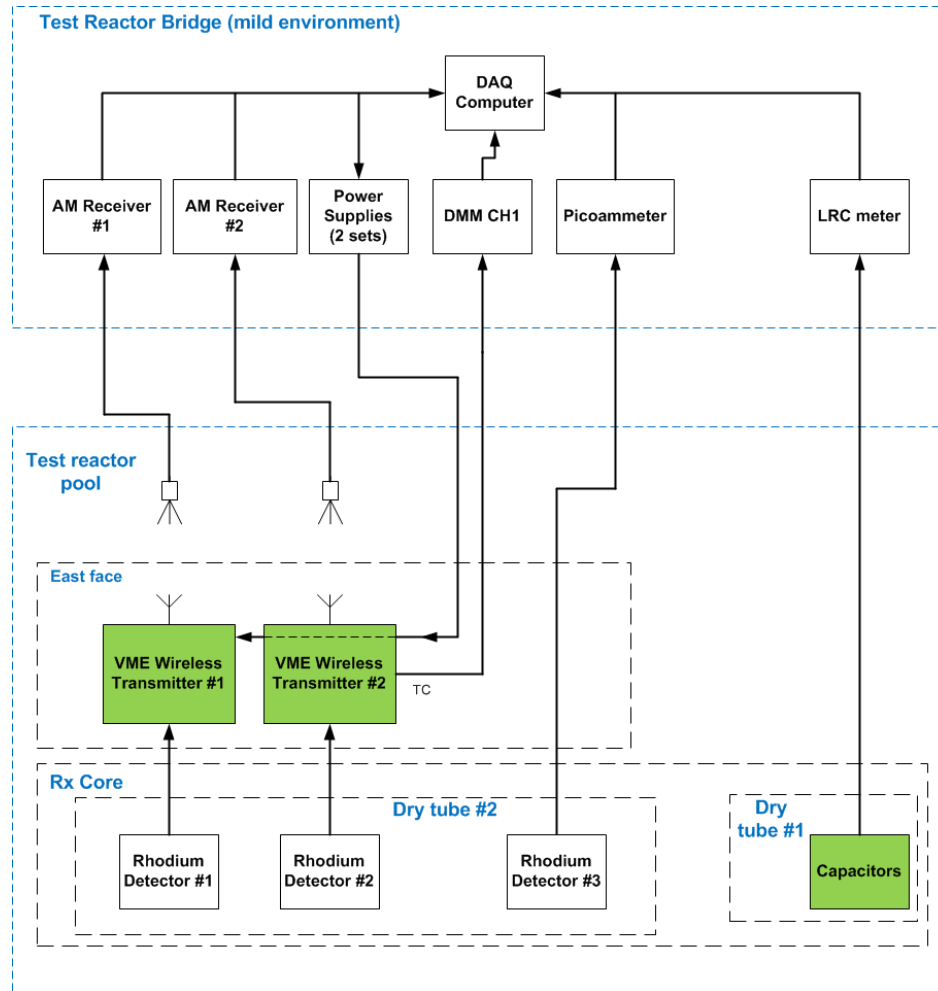 Test Reactor Bridge (mild environment)
DAQ
Computer
AM Receiver
#1
AM Receiver
#2
Power
Supplies
(2 sets)
DMM CH1
Picoammeter
LRC meter
Test reactor
pool
East face
VME Wireless
Transmitter #1
VME Wireless
Transmitter #2
TC
Rx Core
Dry tube #2
Dry
tube #1
Rhodium
Detector #1
Rhodium
Detector #2
Rhodium
Detector #3
Capacitors